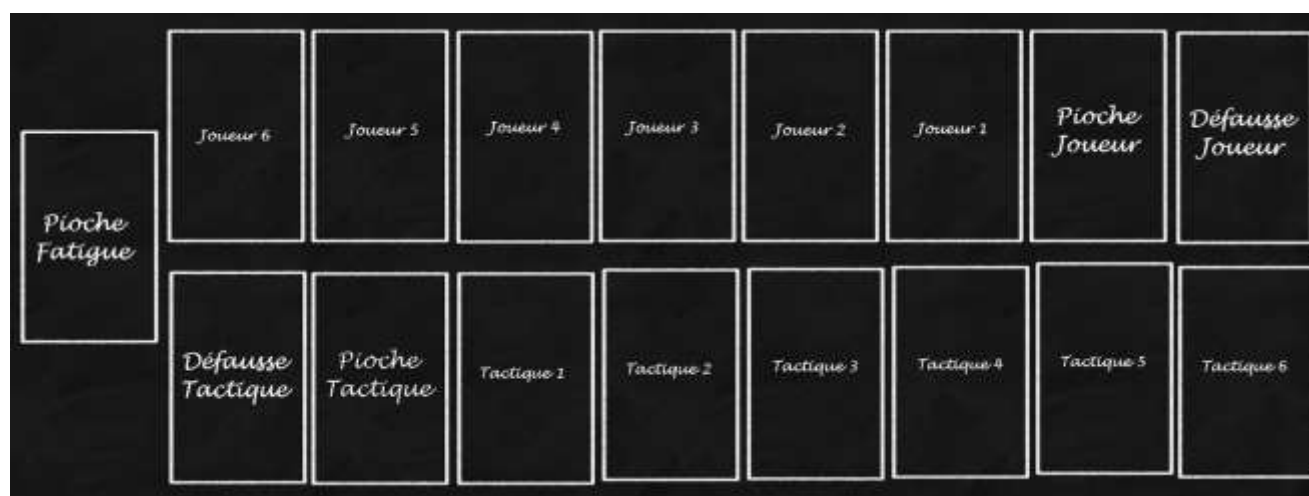 Pioche
Fatigue
Joueur 6
Joueur 5
Joueur 4
Joueur 3
Joueur 2
Joueur 1
Pioche
Joueur
Défausse
Joueur
Défausse
Tactique
Pioche
Tactique
Tactique 1
Tactique 2
Tactique 3
Tactique 4
Tactique 5
Tactique 6